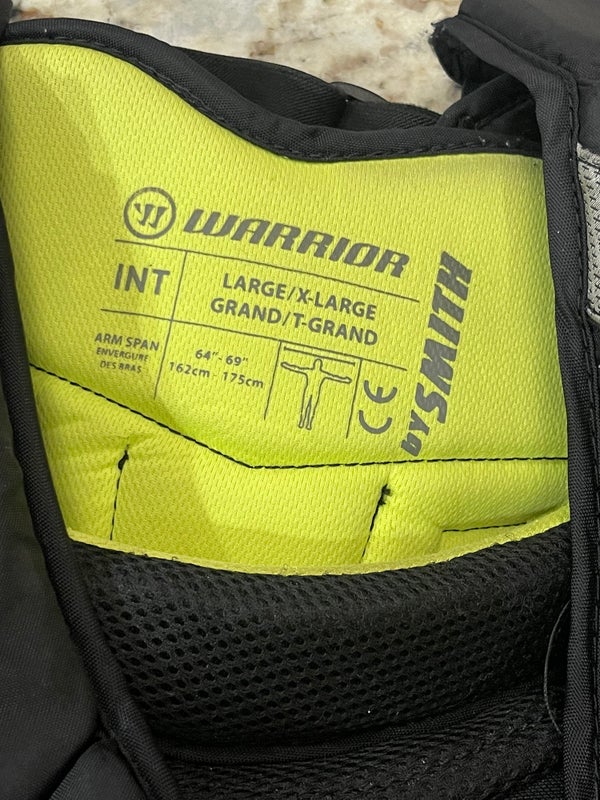 WARRIOR
INT
LARGE/X-LARGE
GRAND/T-GRAND
ARM SPAN
ENVERGURE
DES BRAS
64"- 69"
162cm - 175cm
CE
by SMITH